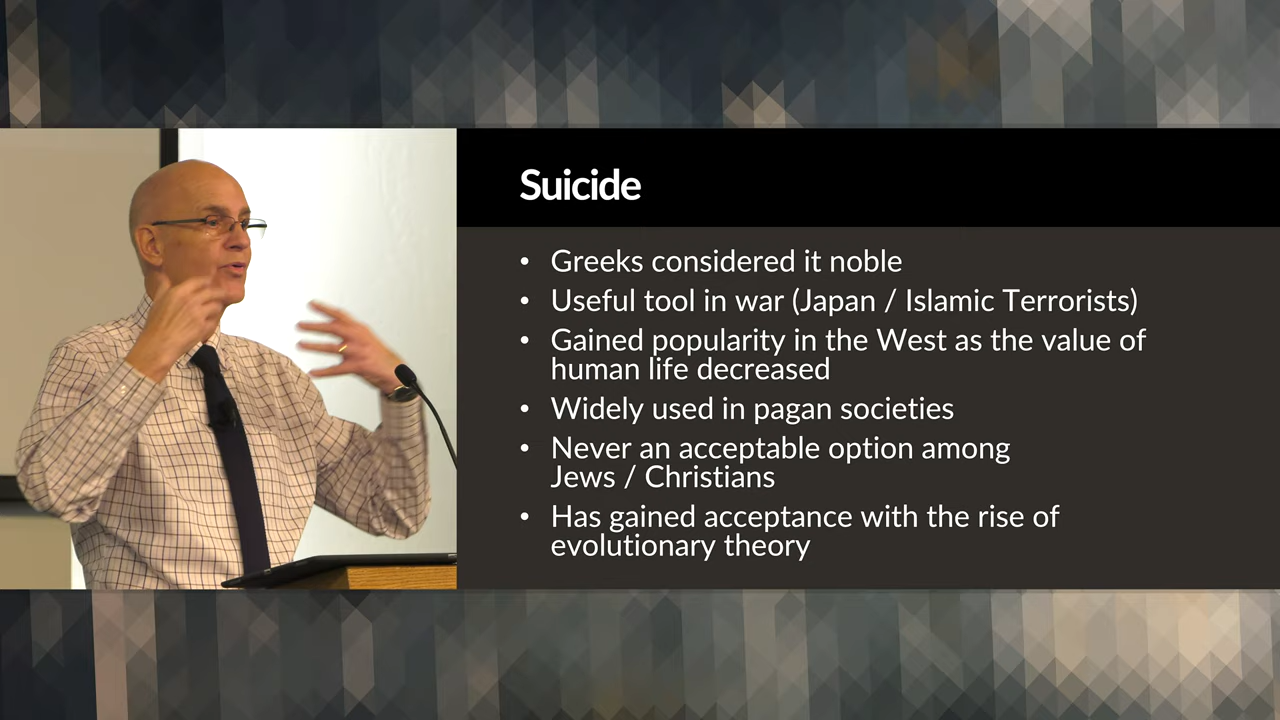 Suicide
• Greeks considered it noble
• Useful tool in war (Japan / Islamic Terrorists)
• Gained popularity in the West as the value of
human life decreased
• Widely used in pagan societies
• Never an acceptable option among
Jews / Christians
• Has gained acceptance with the rise of
evolutionary theory